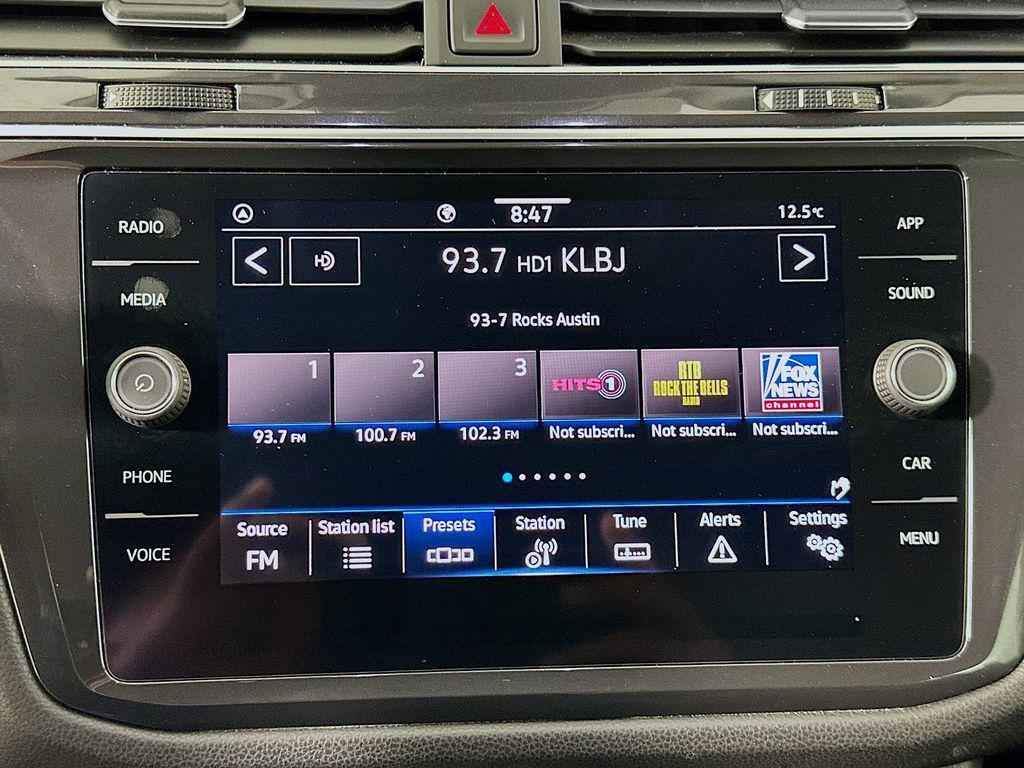 RADIO
MEDIA
PHONE
VOICE
8:47
12.5°C
HD
93.7 HD1 KLBJ
93-7 Rocks Austin
1
2
3
HITS1
RTB
ROCK THE BELLS
RADIO
FOX
NEWS
channel
93.7 FM
100.7 FM
102.3 FM
Not subscri...
Not subscri...
Not subscri...
Source
FM
Station list
Presets
Station
Tune
Alerts
Settings
APP
SOUND
CAR
MENU